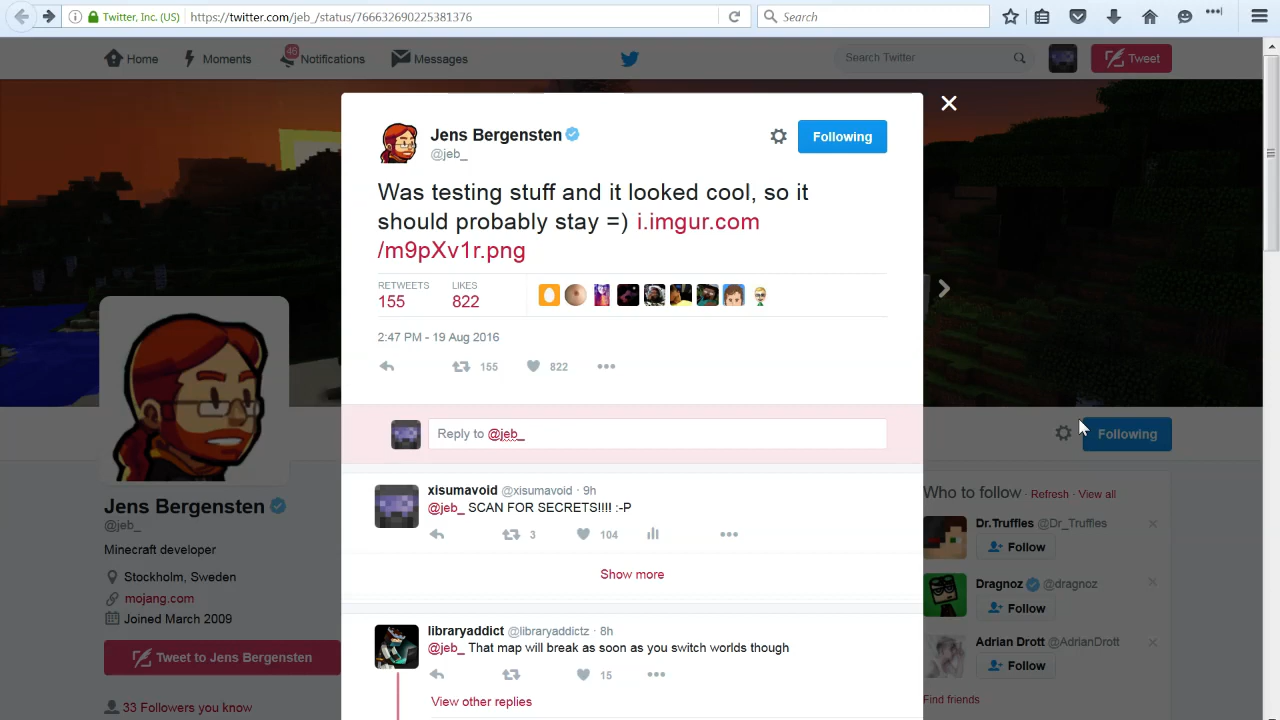 Twitter, Inc. (US)
https://twitter.com/jeb_/status/766632690225381376
Search
Home
Moments
46
Notifications
Messages
Search Twitter
Tweet
Jens Bergensten
@jeb_
Following
Was testing stuff and it looked cool, so it
should probably stay =) i.imgur.com
/m9pXv1r.png
RETWEETS
155
LIKES
822
2:47 PM - 19 Aug 2016
155
822
Reply to @jeb_
xisumavoid @xisumavoid · 9h
@jeb_ SCAN FOR SECRETS!!!! :-P
3
104
Show more
libraryaddict @libraryaddictz · 8h
@jeb_ That map will break as soon as you switch worlds though
15
View other replies
Jens Bergensten
@jeb_
Minecraft developer
Stockholm, Sweden
mojang.com
Joined March 2009
Tweet to Jens Bergensten
33 Followers you know
Following
Who to follow · Refresh · View all
Dr.Truffles @Dr_Truffles
Follow
Dragnoz @dragnoz
Follow
Adrian Drott @AdrianDrott
Follow
Find friends